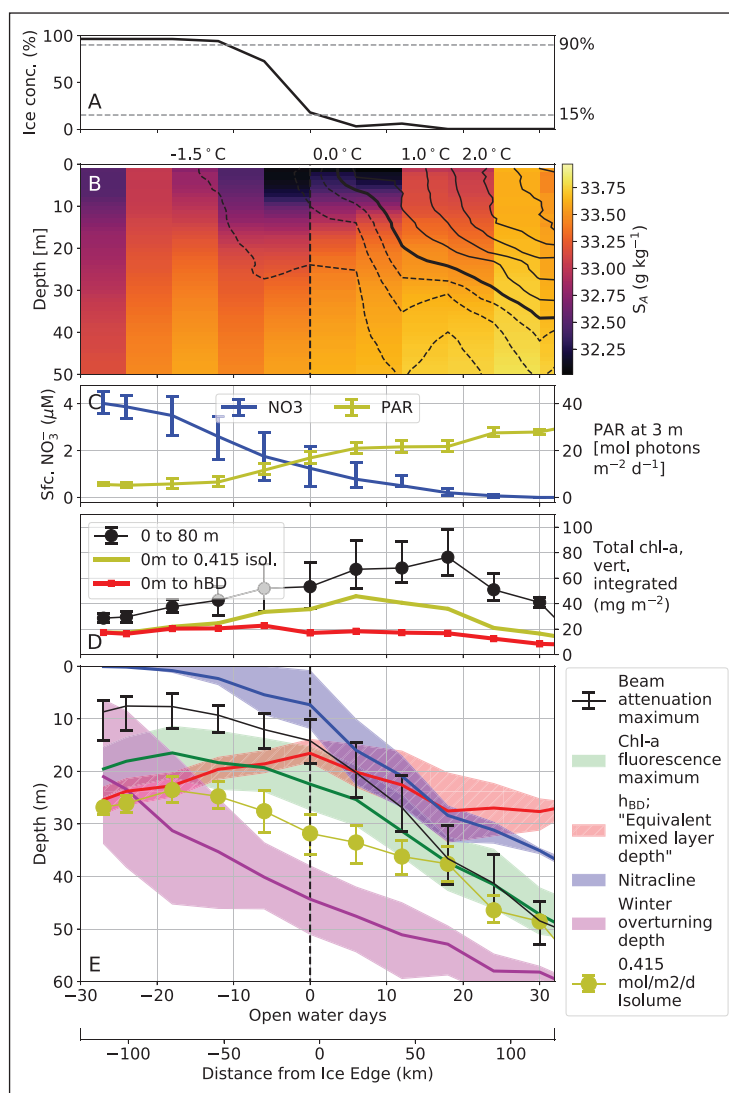 Ice conc. (%)
100
50
0
A
90%
15%
-1.5°C 0.0°C 1.0°C 2.0°C
B
Depth [m]
0
10
20
30
40
50
33.75
33.50
33.25
33.00
32.75
32.50
32.25
S_A (g kg⁻¹)
C
Sfc. NO₃⁻ (μM)
4
2
0
NO3 PAR
40
20
0
PAR at 3 m
[mol photons
m⁻² d⁻¹]
0 to 80 m
0m to 0.415 isol.
0m to hBD
D
100
80
60
40
20
0
Total chl-a,
vert.
integrated
(mg m⁻²)
Depth (m)
0
10
20
30
40
50
60
E
Beam
attenuation
maximum
Chl-a
fluorescence
maximum
h_BD;
"Equivalent
mixed layer
depth"
Nitracline
Winter
overturning
depth
0.415
mol/m2/d
Isolume
−30 −20 −10 0 10 20 30
Open water days
−100 −50 0 50 100
Distance from Ice Edge (km)